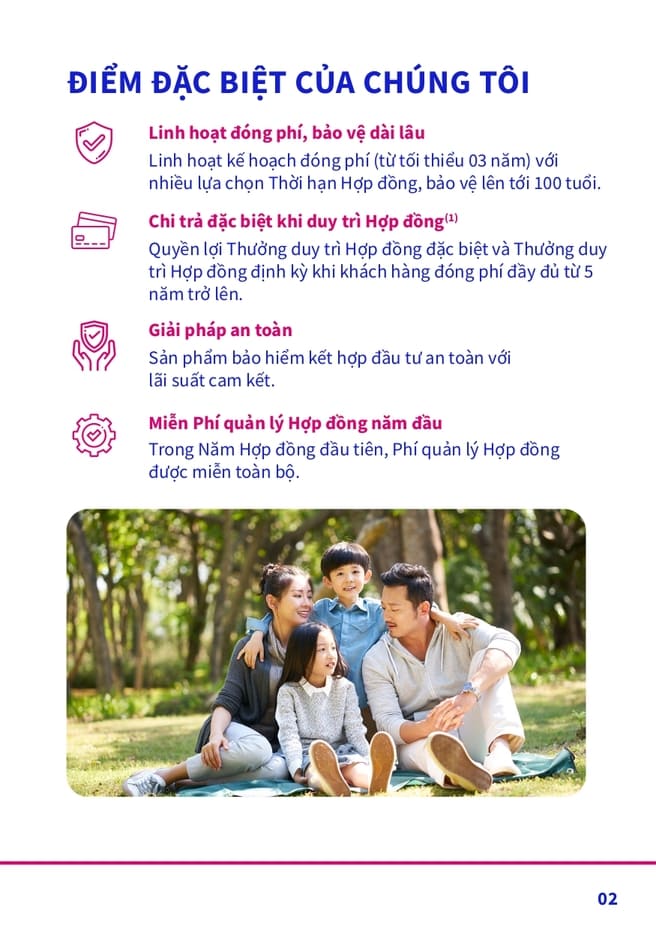 ĐIỂM ĐẶC BIỆT CỦA CHÚNG TÔI
Linh hoạt đóng phí, bảo vệ dài lâu
Linh hoạt kế hoạch đóng phí (từ tối thiểu 03 năm) với
nhiều lựa chọn Thời hạn Hợp đồng, bảo vệ lên tới 100 tuổi.
Chi trả đặc biệt khi duy trì Hợp đồng(1)
Quyền lợi Thưởng duy trì Hợp đồng đặc biệt và Thưởng duy
trì Hợp đồng định kỳ khi khách hàng đóng phí đầy đủ từ 5
năm trở lên.
Giải pháp an toàn
Sản phẩm bảo hiểm kết hợp đầu tư an toàn với
lãi suất cam kết.
Miễn Phí quản lý Hợp đồng năm đầu
Trong Năm Hợp đồng đầu tiên, Phí quản lý Hợp đồng
được miễn toàn bộ.
02